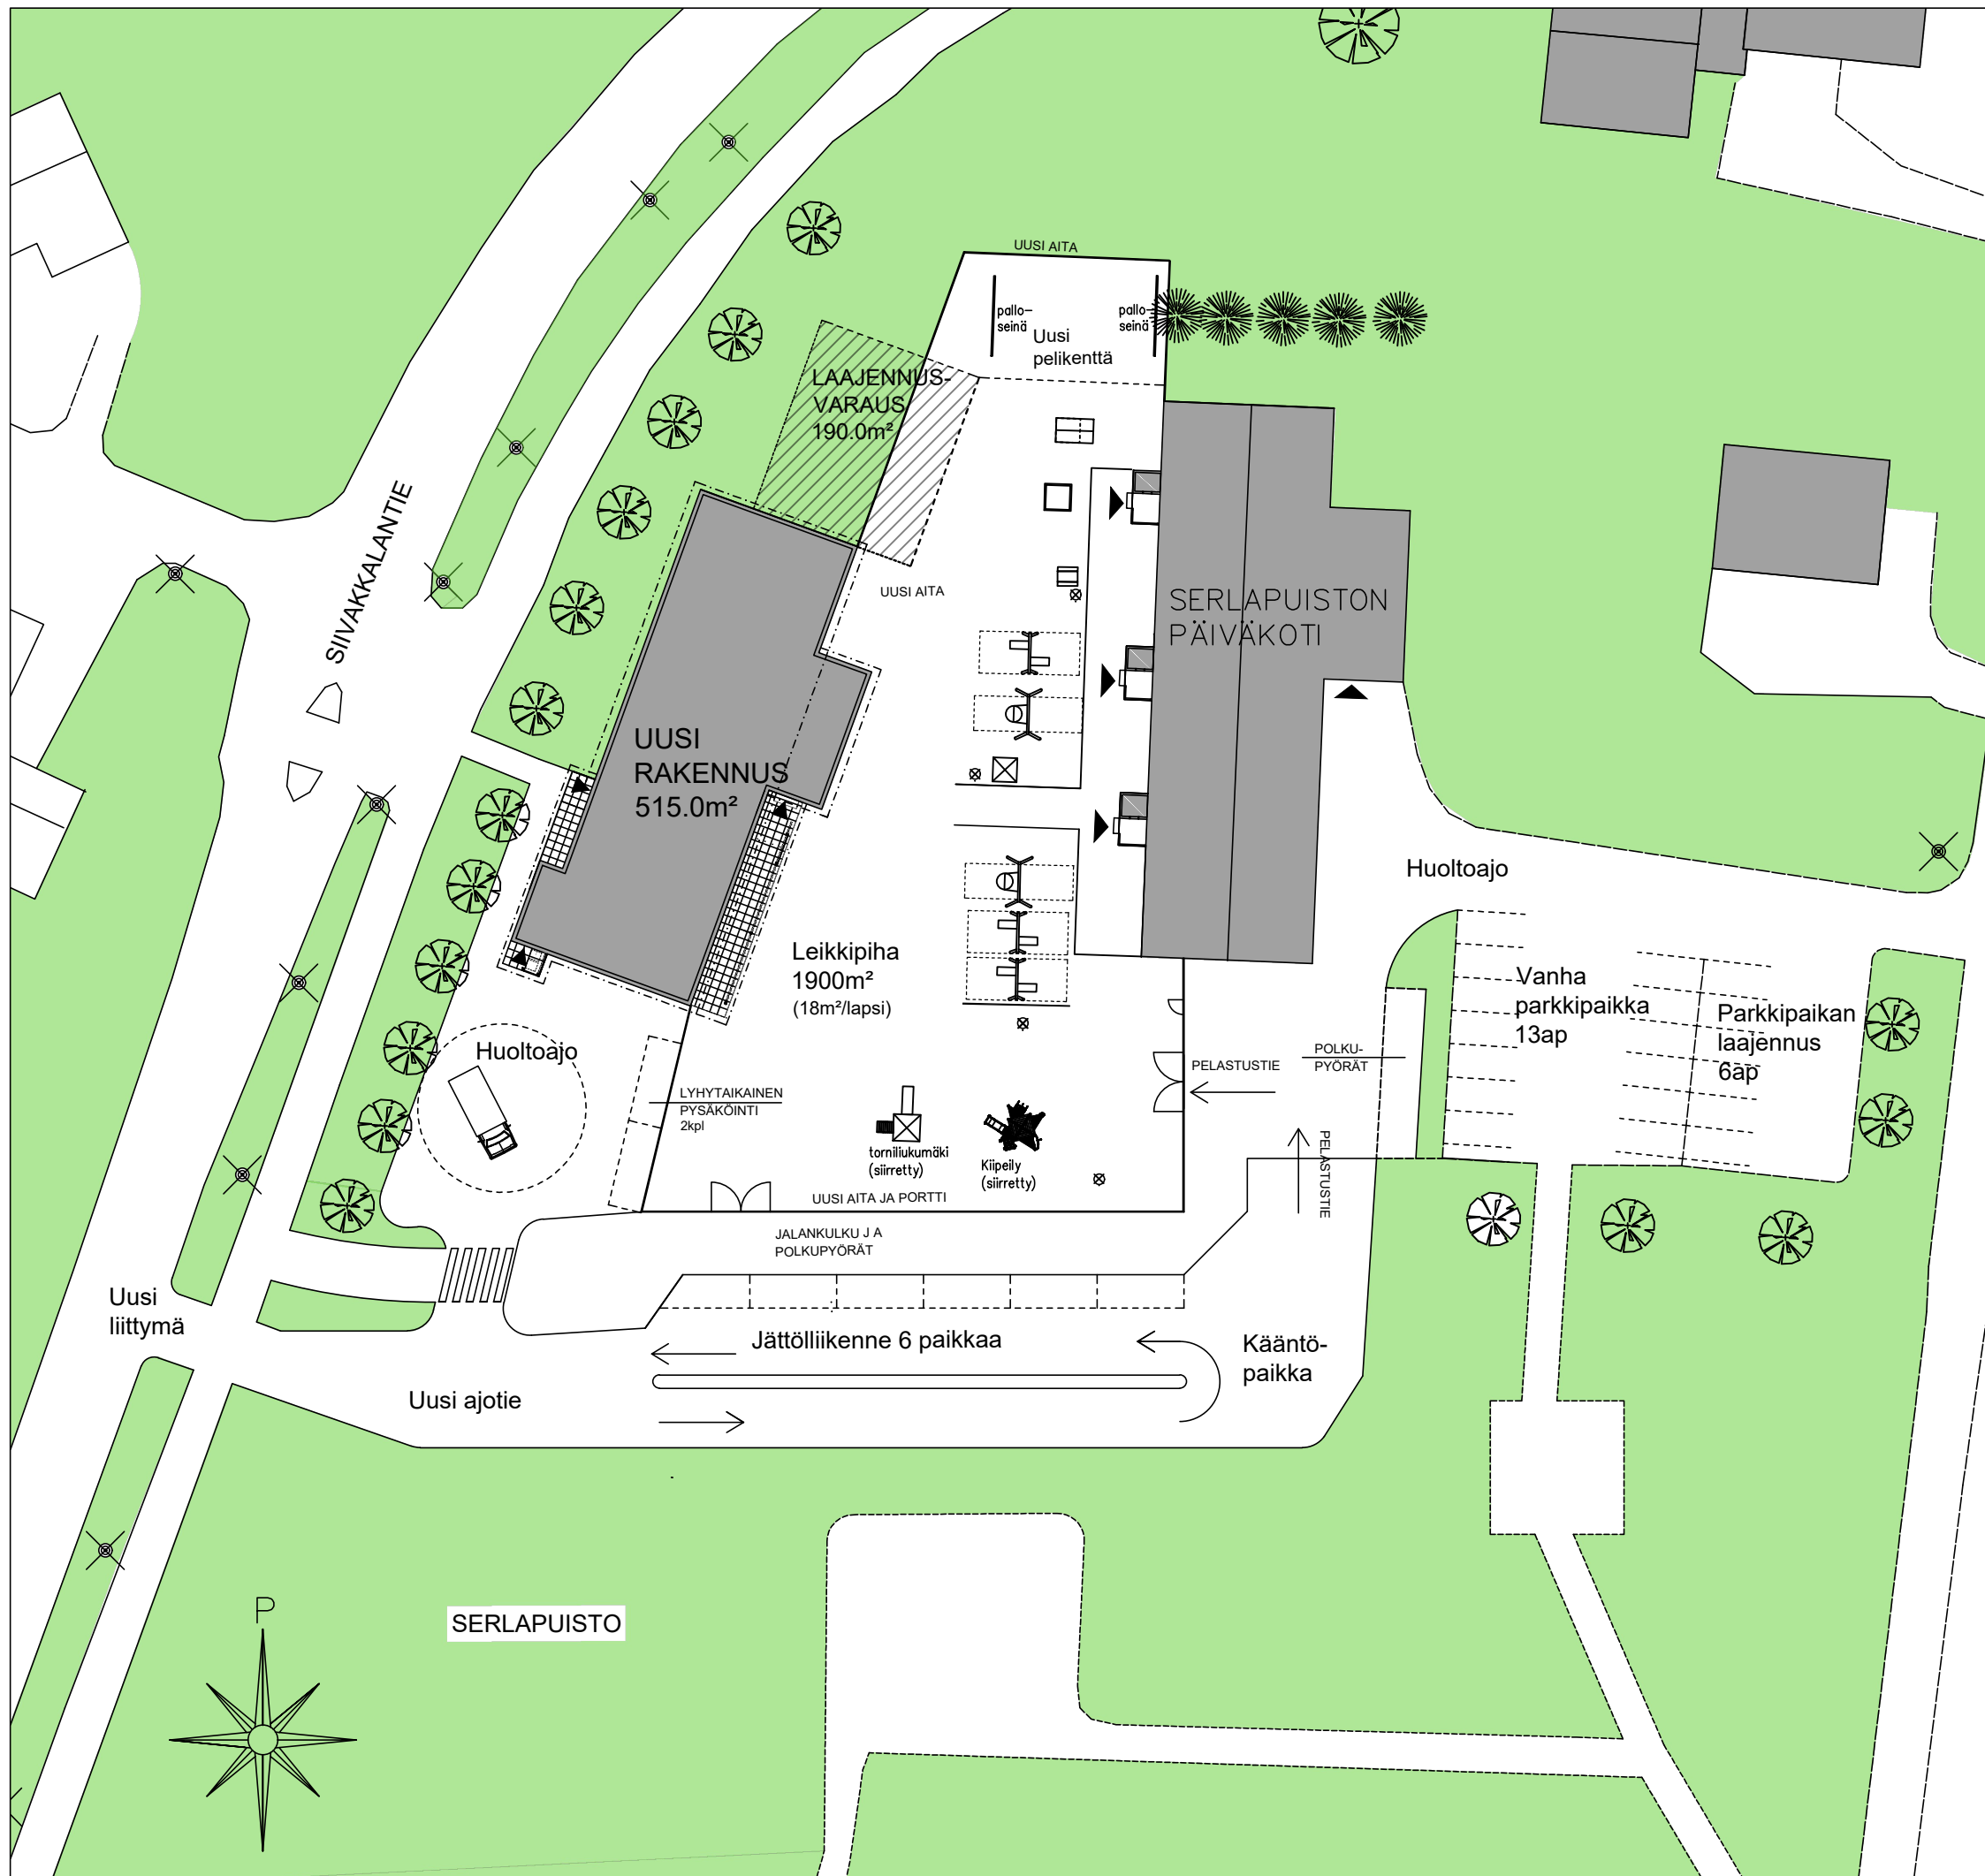 UUSI AITA
pallo-
seinä
pallo-
seinä
Uusi
pelikenttä
LAAJENNUS-
VARAUS
190.0m²
SIIVAKKALANTIE
UUSI AITA
SERLAPUISTON
PÄIVÄKOTI
UUSI
RAKENNUS
515.0m²
Huoltoajo
Leikkipiha
1900m²
(18m²/lapsi)
Vanha
parkkipaikka
13ap
Parkkipaikan
laajennus
6ap
Huoltoajo
POLKU-
PYÖRÄT
PELASTUSTIE
LYHYTAIKAINEN
PYSÄKÖINTI
2kpl
torniliukumäki
(siirretty)
Kiipeily
(siirretty)
PELASTUSTIE
UUSI AITA JA PORTTI
JALANKULKU J A
POLKUPYÖRÄT
Uusi
liittymä
Jättölliikenne 6 paikkaa
Kääntö-
paikka
Uusi ajotie
P
SERLAPUISTO